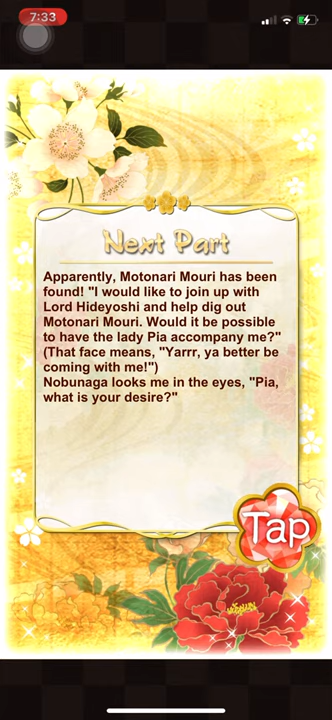 7:33
Next Part
Apparently, Motonari Mouri has been
found! "I would like to join up with
Lord Hideyoshi and help dig out
Motonari Mouri. Would it be possible
to have the lady Pia accompany me?"
(That face means, "Yarrr, ya better be
coming with me!")
Nobunaga looks me in the eyes, "Pia,
what is your desire?"
Tap